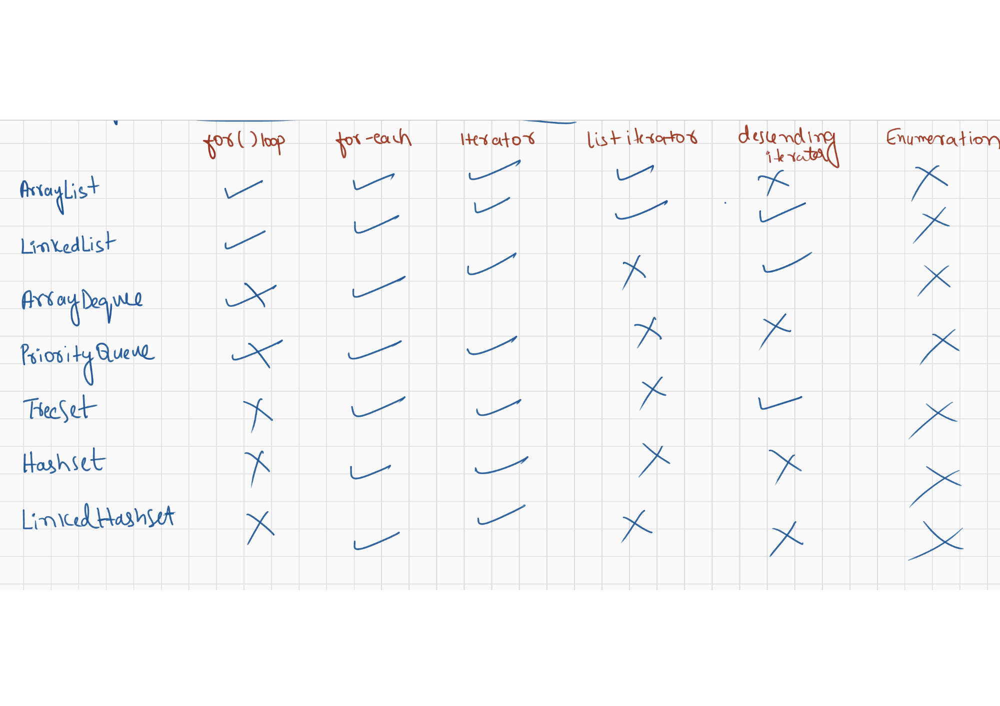 for() loop for-each Iterator list iterator descending iterator Enumeration
ArrayList ✓ ✓ ✓ ✓ ✗ ✗
LinkedList ✓ ✓ ✓ ✓ ✓ ✗
ArrayDeque ✗ ✓ ✓ ✗ ✓ ✗
PriorityQueue ✗ ✓ ✓ ✗ ✗ ✗
TreeSet ✗ ✓ ✓ ✗ ✓ ✗
Hashset ✗ ✓ ✓ ✗ ✗ ✗
LinkedHashset ✗ ✓ ✓ ✗ ✗ ✗